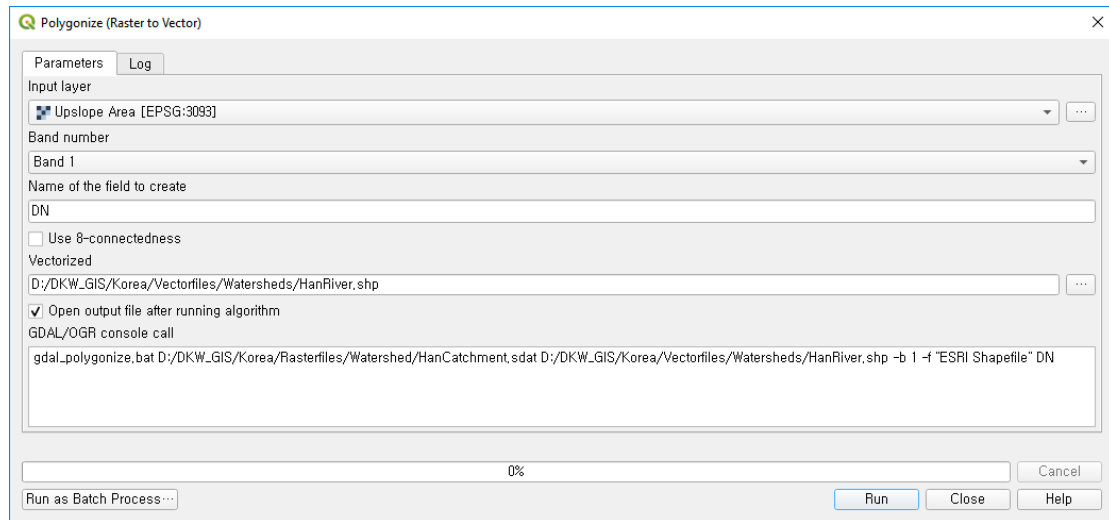 Polygonize (Raster to Vector)
Parameters Log
Input layer
Upslope Area [EPSG:3093]
Band number
Band 1
Name of the field to create
DN
Use 8-connectedness
Vectorized
D:/DKW_GIS/Korea/Vectorfiles/Watersheds/HanRiver.shp
Open output file after running algorithm
GDAL/OGR console call
gdal_polygonize.bat D:/DKW_GIS/Korea/Rasterfiles/Watershed/HanCatchment.sdat D:/DKW_GIS/Korea/Vectorfiles/Watersheds/HanRiver.shp -b 1 -f "ESRI Shapefile" DN
0% Cancel
Run as Batch Process... Run Close Help